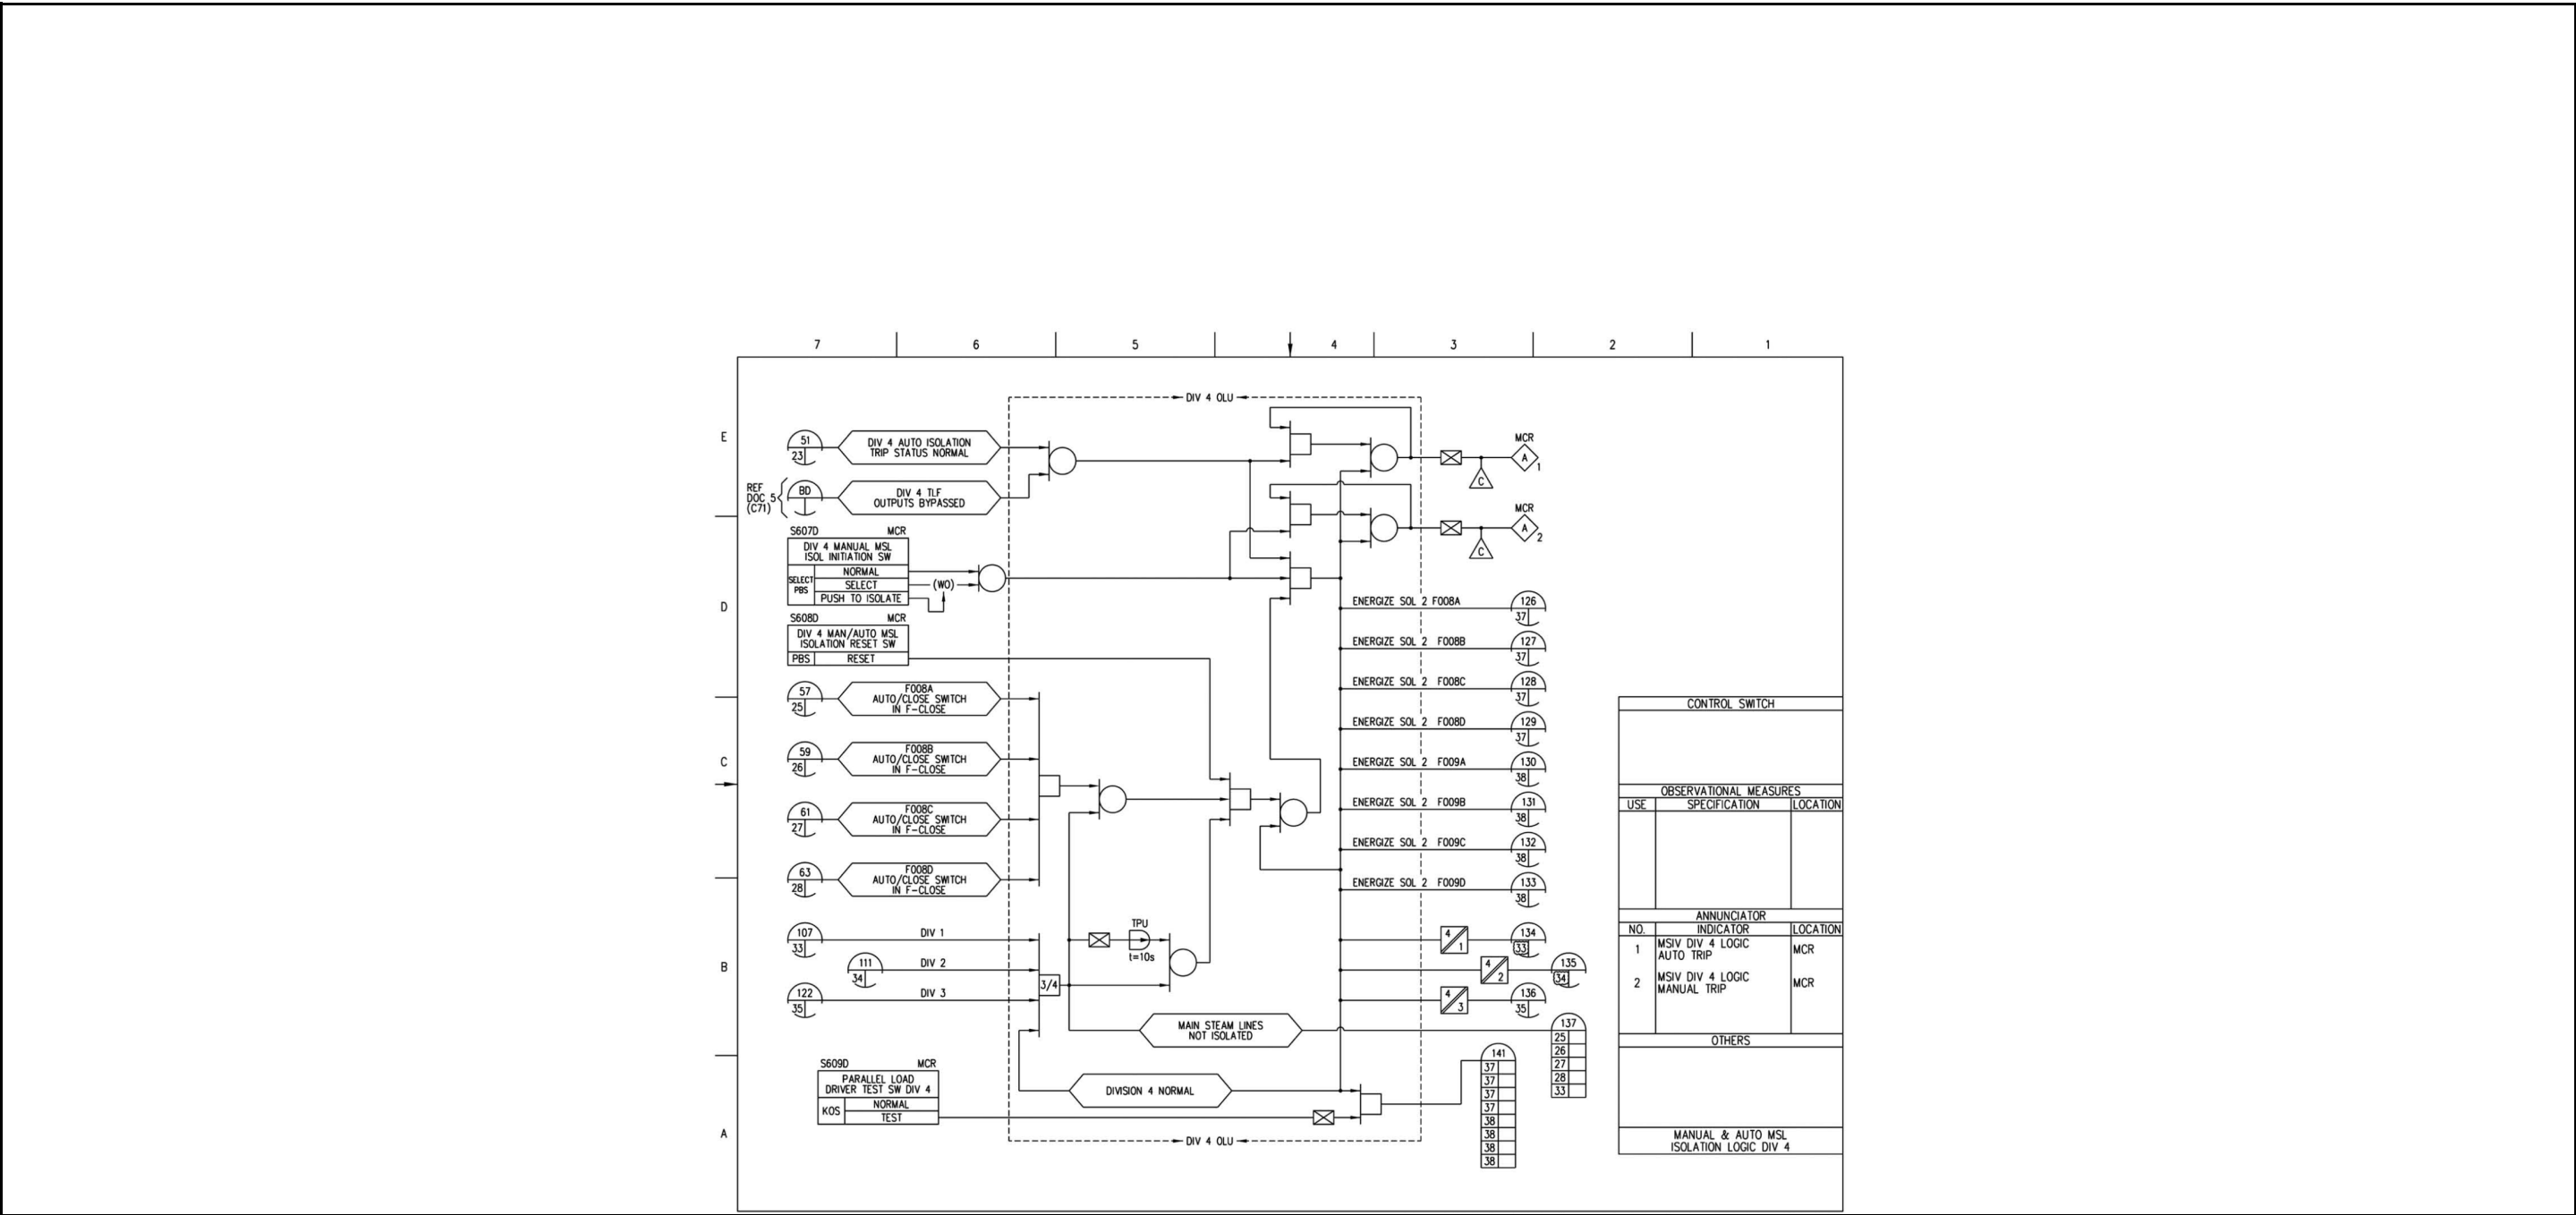 7 6 5 4 3 2 1
E
D
C
B
A
DIV 4 OLU
51
23
DIV 4 AUTO ISOLATION
TRIP STATUS NORMAL
REF
DOC 5
(C71)
BD
DIV 4 TLF
OUTPUTS BYPASSED
S607D MCR
DIV 4 MANUAL MSL
ISOL INITIATION SW
SELECT
PBS
NORMAL
SELECT
PUSH TO ISOLATE
(WO)
S608D MCR
DIV 4 MAN/AUTO MSL
ISOLATION RESET SW
PBS RESET
57
25
F008A
AUTO/CLOSE SWITCH
IN F-CLOSE
59
26
F008B
AUTO/CLOSE SWITCH
IN F-CLOSE
61
27
F008C
AUTO/CLOSE SWITCH
IN F-CLOSE
63
28
F008D
AUTO/CLOSE SWITCH
IN F-CLOSE
107
33
DIV 1
111
34
DIV 2
122
35
DIV 3
3/4
TPU
t=10s
MAIN STEAM LINES
NOT ISOLATED
S609D MCR
PARALLEL LOAD
DRIVER TEST SW DIV 4
KOS
NORMAL
TEST
DIVISION 4 NORMAL
DIV 4 OLU
MCR
A
1
C
MCR
A
2
C
ENERGIZE SOL 2 F008A
126
37
ENERGIZE SOL 2 F008B
127
37
ENERGIZE SOL 2 F008C
128
37
ENERGIZE SOL 2 F008D
129
37
ENERGIZE SOL 2 F009A
130
38
ENERGIZE SOL 2 F009B
131
38
ENERGIZE SOL 2 F009C
132
38
ENERGIZE SOL 2 F009D
133
38
4
1
134
33
4
2
135
34
4
3
136
35
137
25
26
27
28
33
141
37
37
37
37
38
38
38
38
CONTROL SWITCH
OBSERVATIONAL MEASURES
USE SPECIFICATION LOCATION
ANNUNCIATOR
NO. INDICATOR LOCATION
1 MSIV DIV 4 LOGIC
AUTO TRIP MCR
2 MSIV DIV 4 LOGIC
MANUAL TRIP MCR
OTHERS
MANUAL & AUTO MSL
ISOLATION LOGIC DIV 4